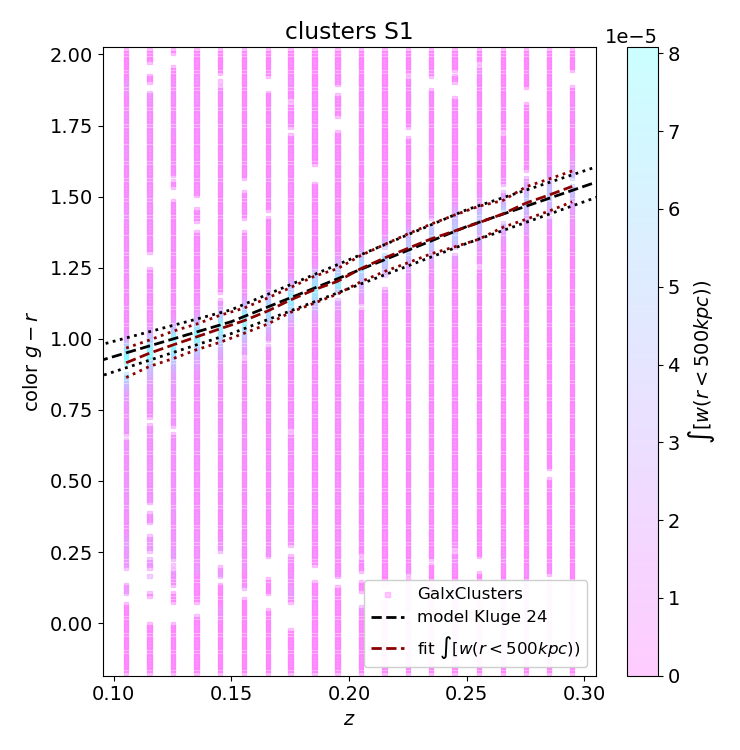 clusters S1
1e−5
2.00
1.75
1.50
1.25
1.00
0.75
0.50
0.25
0.00
color g − r
0.10
0.15
0.20
0.25
0.30
z
GalxClusters
model Kluge 24
fit ∫[w(r < 500kpc))
8
7
6
5
4
3
2
1
0
∫[w(r < 500kpc))